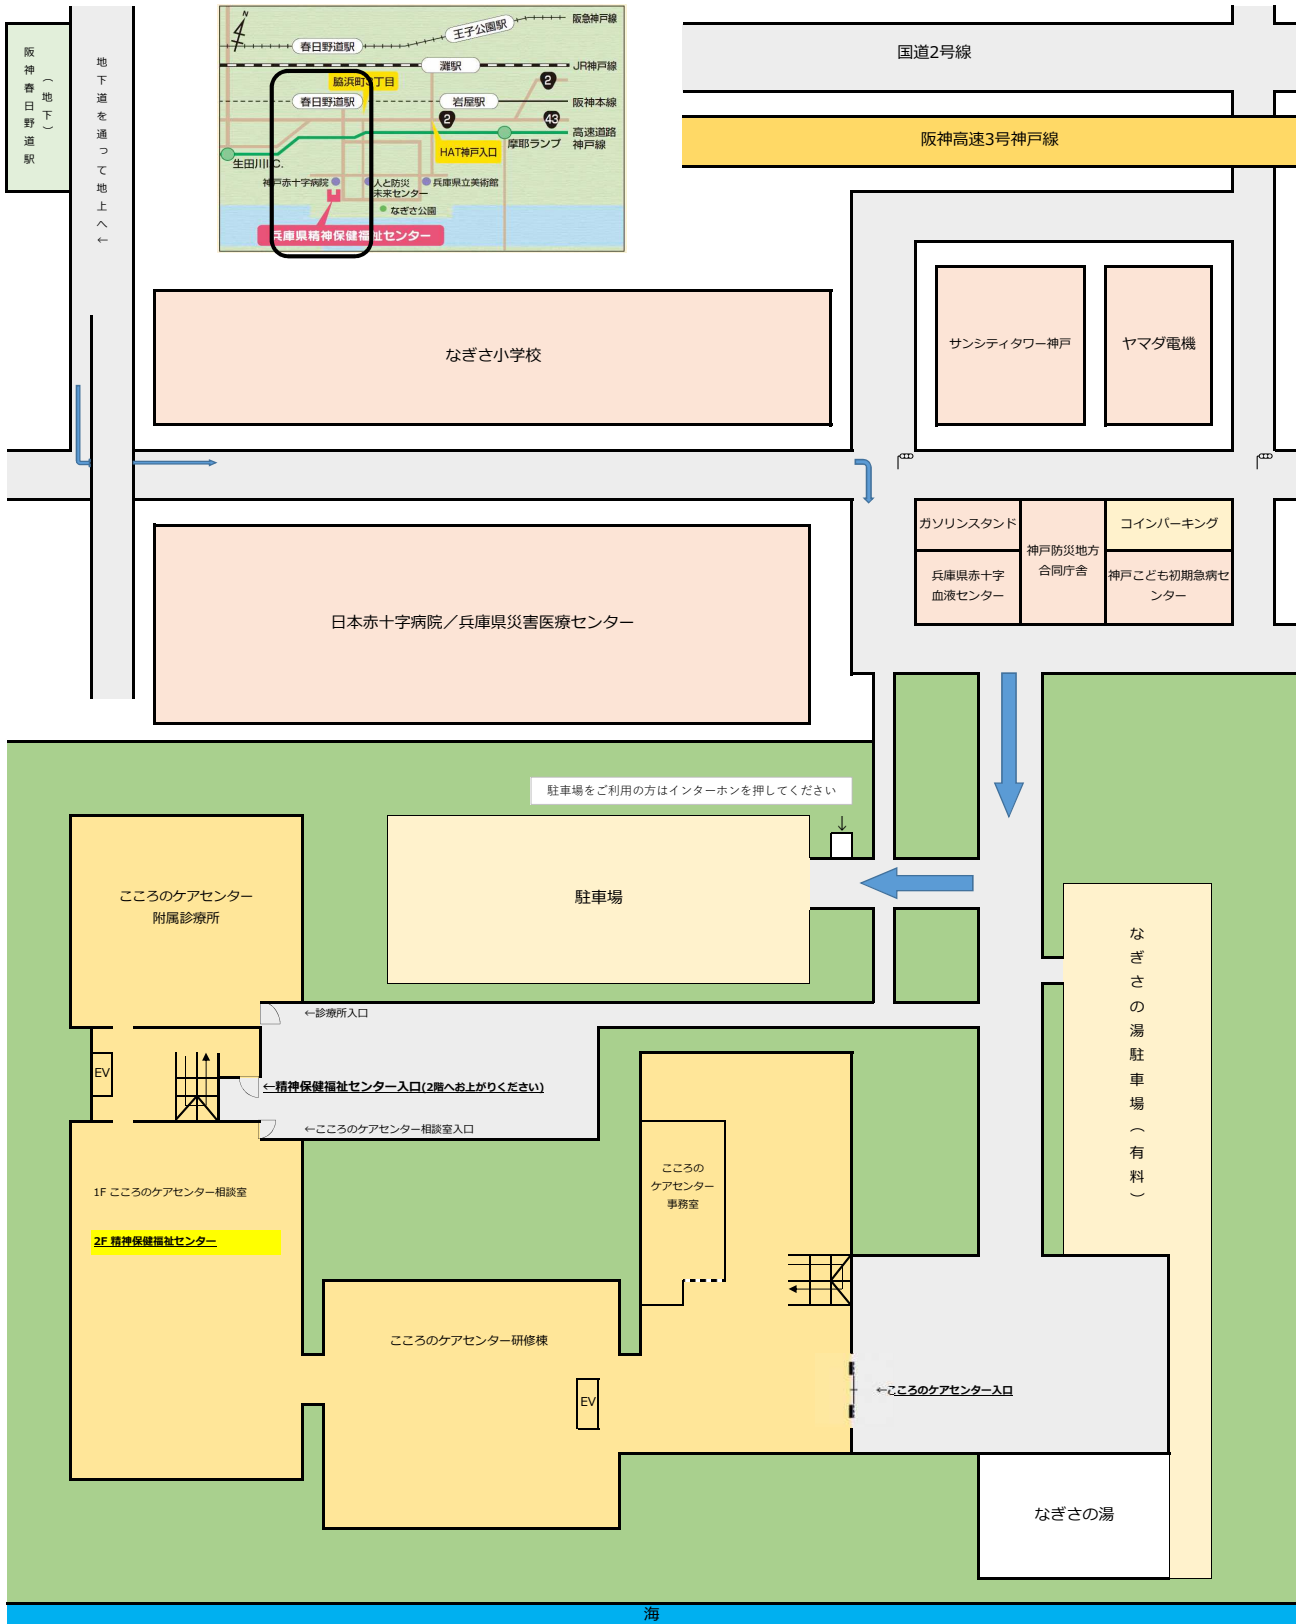 阪神春日野道駅
（地下）
地下道を通って地上へ←
N
阪急神戸線
王子公園駅
春日野道駅
灘駅
JR神戸線
脇浜町3丁目
2
春日野道駅
岩屋駅
阪神本線
2
43
高速道路
神戸線
摩耶ランプ
HAT神戸入口
生田川I.C.
神戸赤十字病院
人と防災
未来センター
兵庫県立美術館
なぎさ公園
兵庫県精神保健福祉センター
国道2号線
阪神高速3号神戸線
なぎさ小学校
サンシティタワー神戸
ヤマダ電機
ガソリンスタンド
兵庫県赤十字
血液センター
神戸防災地方
合同庁舎
コインパーキング
神戸こども初期急病セ
ンター
日本赤十字病院／兵庫県災害医療センター
駐車場をご利用の方はインターホンを押してください
↓
こころのケアセンター
附属診療所
駐車場
なぎさの湯駐車場（有料）
←診療所入口
EV
←精神保健福祉センター入口(2階へお上がりください)
←こころのケアセンター相談室入口
1F こころのケアセンター相談室
2F 精神保健福祉センター
こころの
ケアセンター
事務室
こころのケアセンター研修棟
EV
←こころのケアセンター入口
なぎさの湯
海